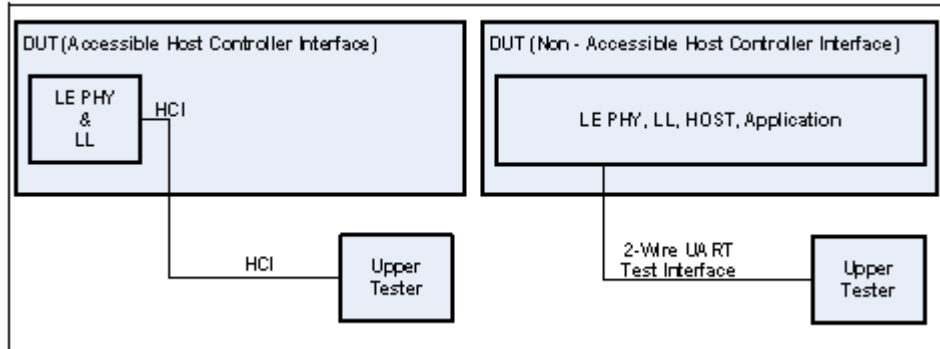 DUT (Accessible Host Controller Interface)
LE PHY
&
LL
HCI
HCI
Upper
Tester
DUT (Non - Accessible Host Controller Interface)
LE PHY, LL, HOST, Application
2-Wire UART
Test Interface
Upper
Tester